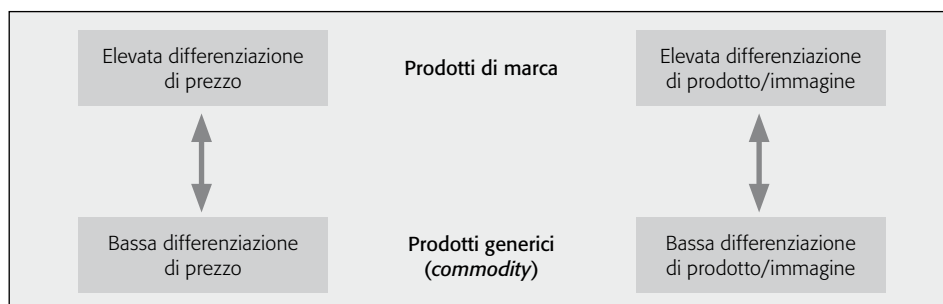 Elevata differenziazione
di prezzo
Prodotti di marca
Elevata differenziazione
di prodotto/immagine
Bassa differenziazione
di prezzo
Prodotti generici
(commodity)
Bassa differenziazione
di prodotto/immagine